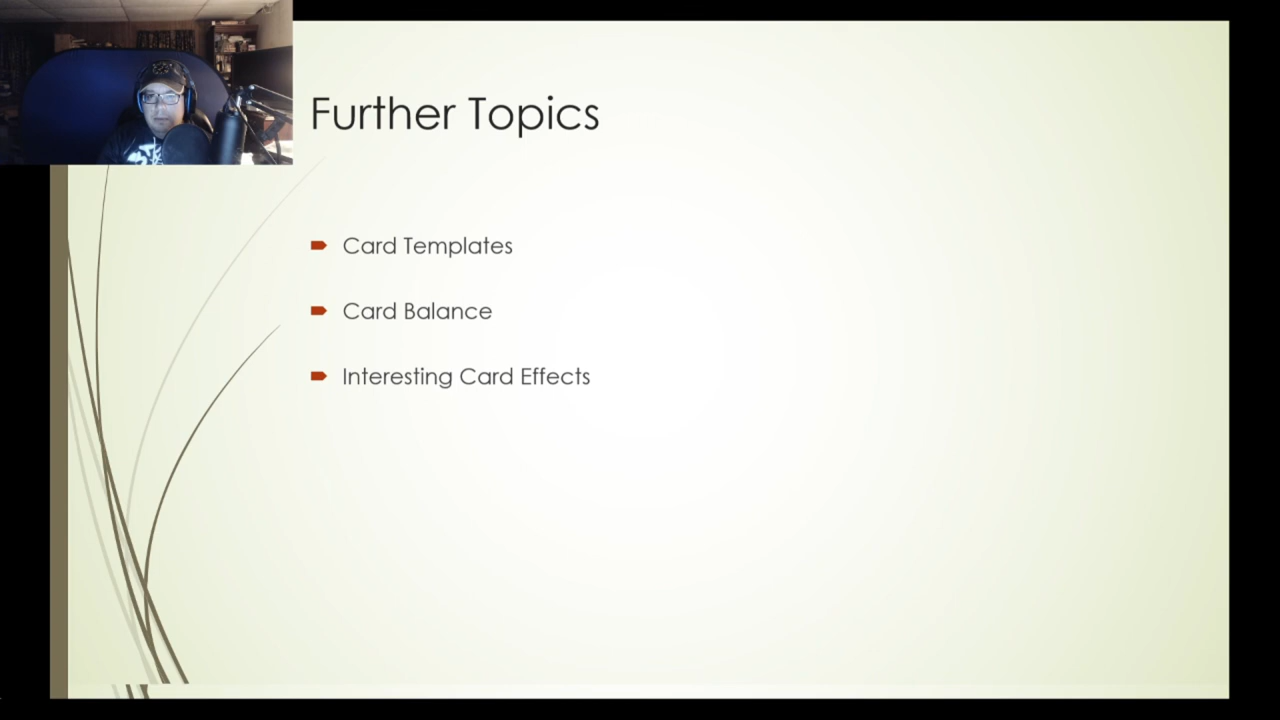 Further Topics
Card Templates
Card Balance
Interesting Card Effects